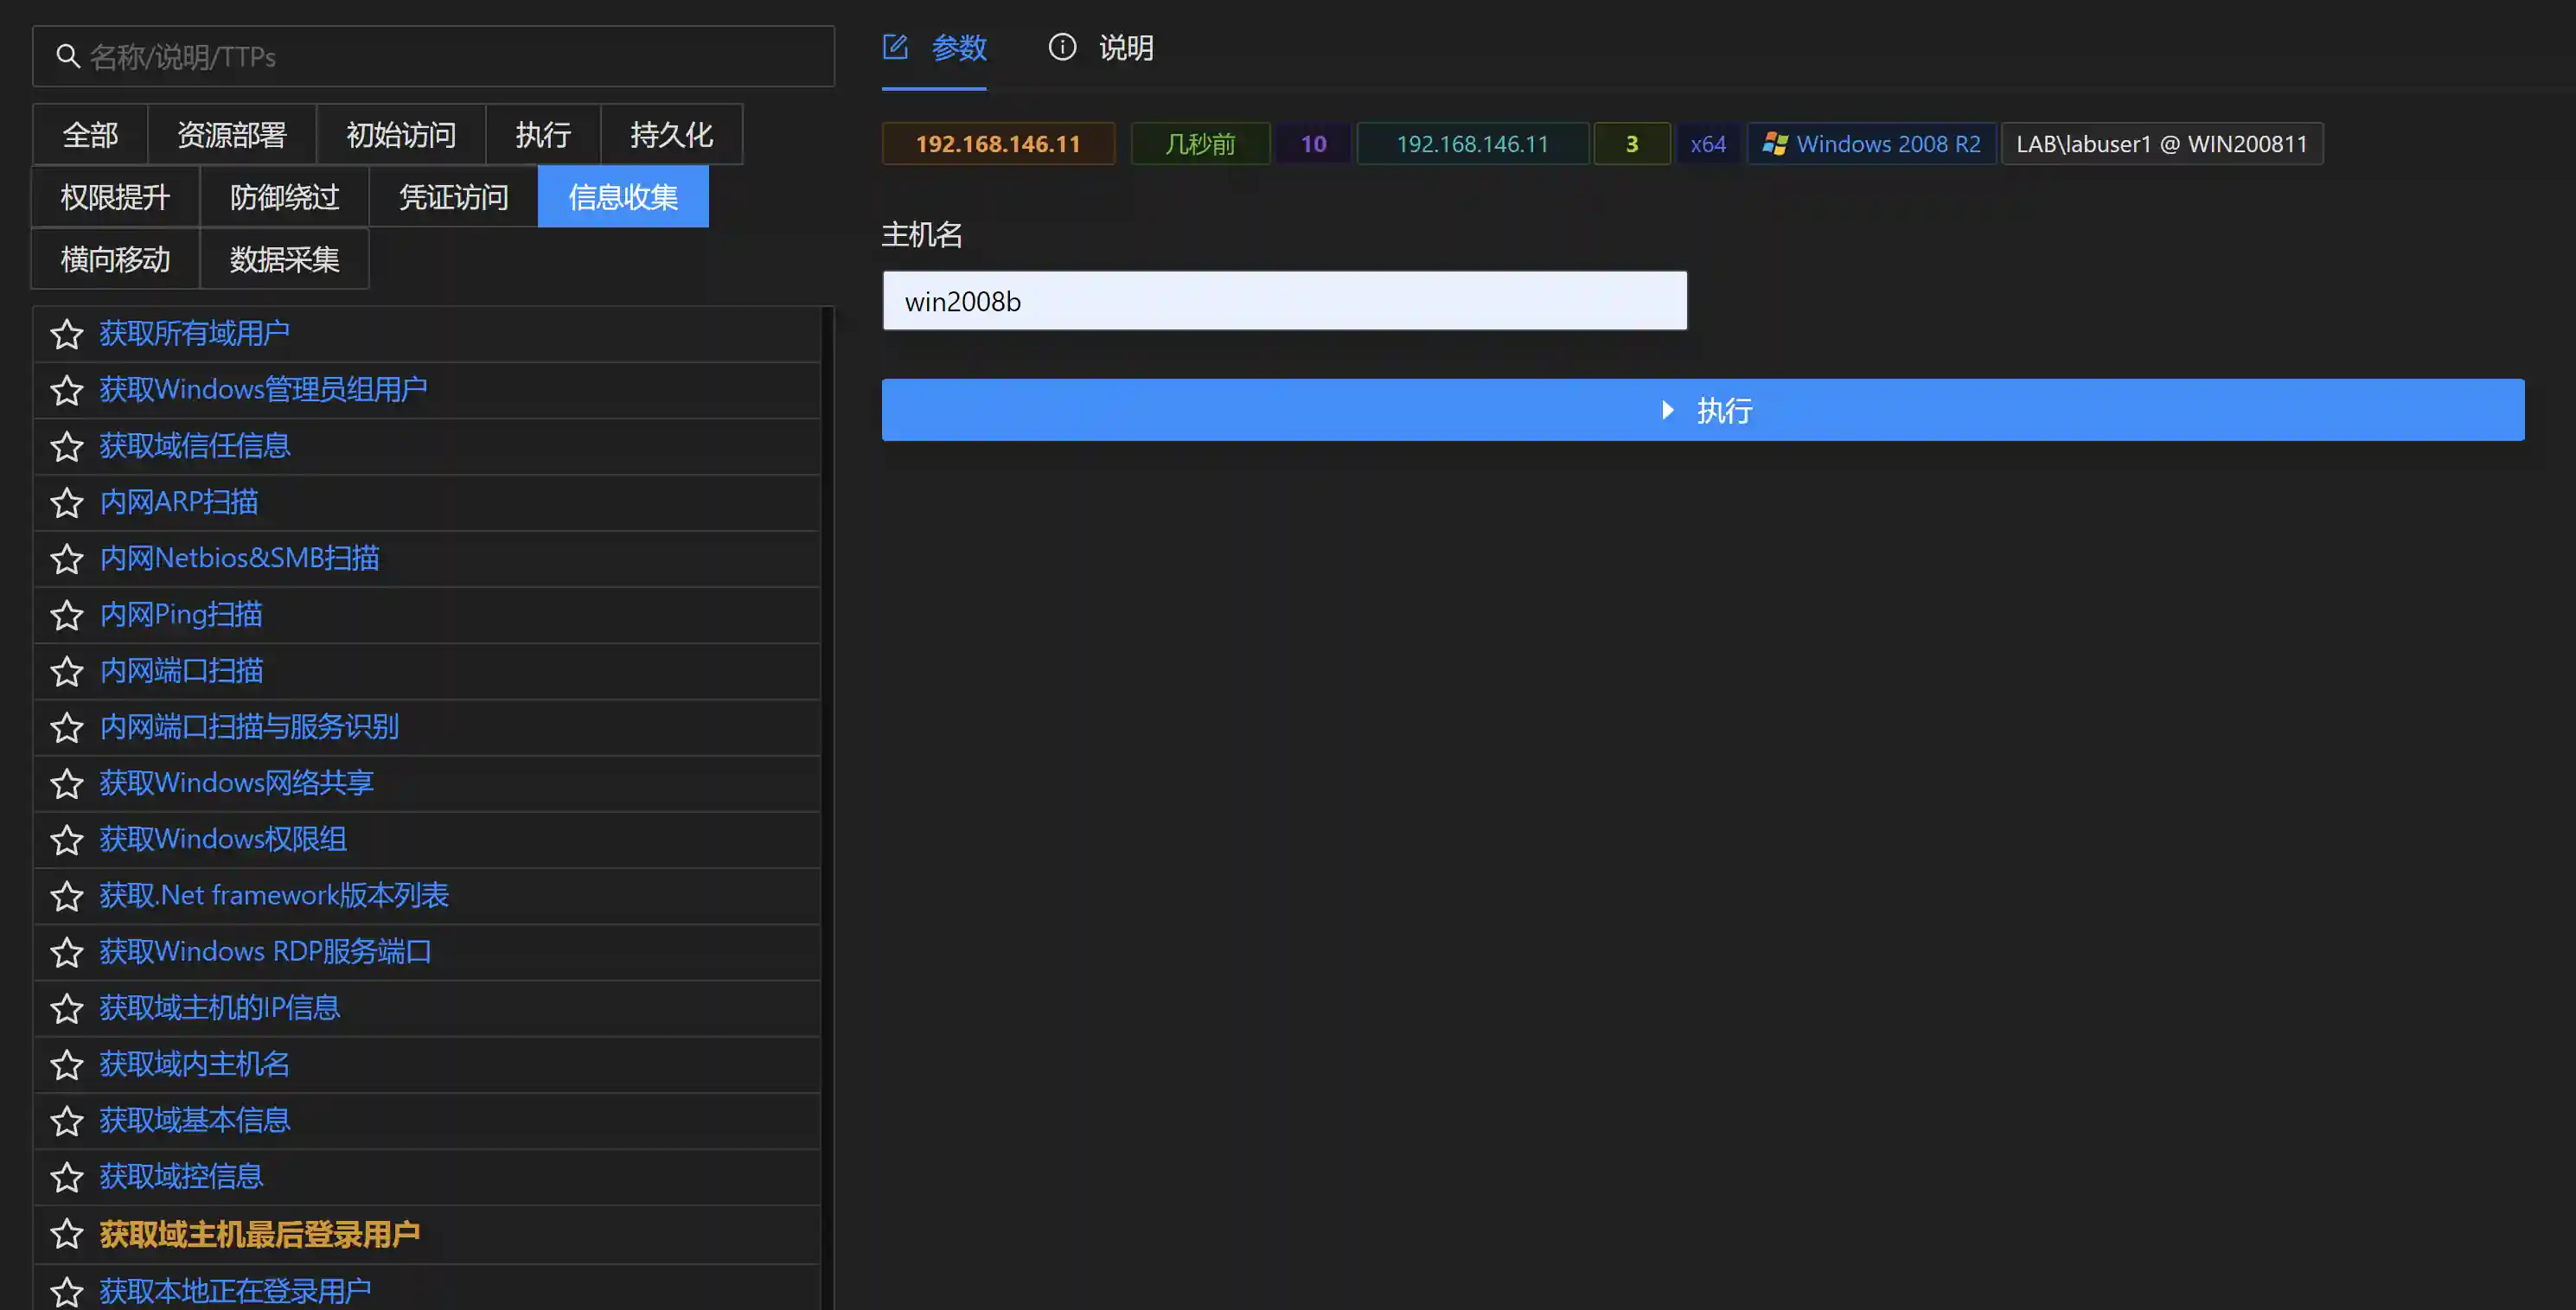 名称/说明/TTPs
全部 资源部署 初始访问 执行 持久化
权限提升 防御绕过 凭证访问 信息收集
横向移动 数据采集
获取所有域用户
获取Windows管理员组用户
获取域信任信息
内网ARP扫描
内网Netbios&SMB扫描
内网Ping扫描
内网端口扫描
内网端口扫描与服务识别
获取Windows网络共享
获取Windows权限组
获取.Net framework版本列表
获取Windows RDP服务端口
获取域主机的IP信息
获取域内主机名
获取域基本信息
获取域控信息
获取域主机最后登录用户
获取本地正在登录用户
参数 说明
192.168.146.11 几秒前 10 192.168.146.11 3 x64 Windows 2008 R2 LAB\labuser1 @ WIN200811
主机名
win2008b
执行